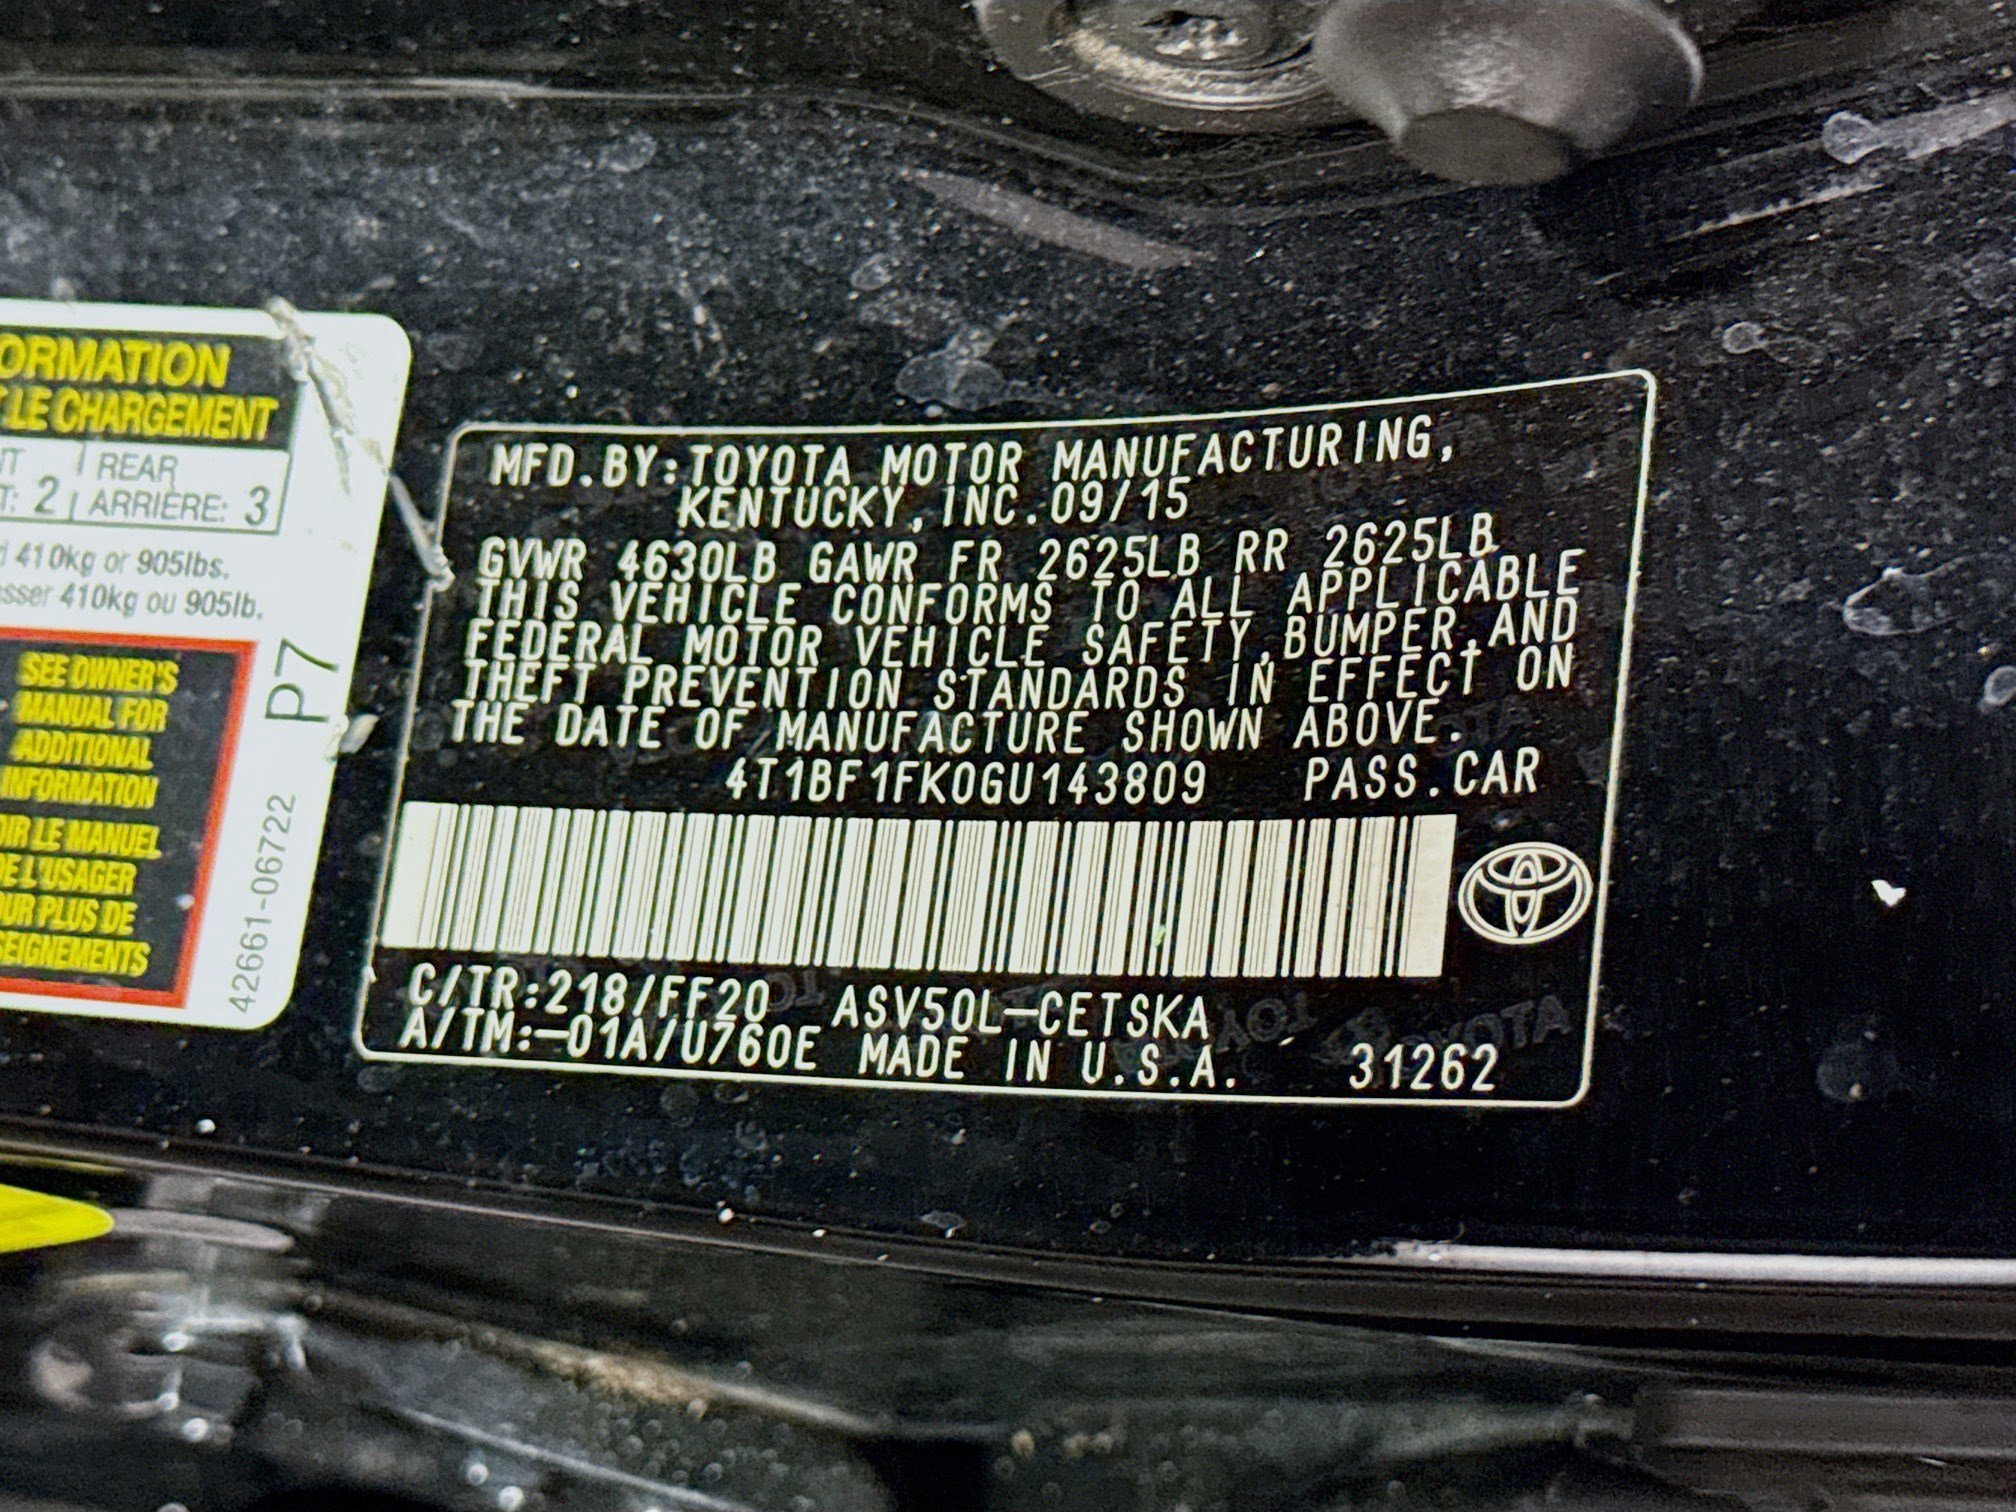 ORMATION
T LE CHARGEMENT
NT REAR
T: 2 ARRIÈRE: 3
d 410kg or 905lbs.
asser 410kg ou 905lb.
SEE OWNER'S
MANUAL FOR
ADDITIONAL
INFORMATION
OIR LE MANUEL
DE L'USAGER
OUR PLUS DE
SEIGNEMENTS
42661-06722 P7
MFD.BY:TOYOTA MOTOR MANUFACTURING,
KENTUCKY,INC.09/15
GVWR 4630LB GAWR FR 2625LB RR 2625LB
THIS VEHICLE CONFORMS TO ALL APPLICABLE
FEDERAL MOTOR VEHICLE SAFETY,BUMPER,AND
THEFT PREVENTION STANDARDS IN EFFECT ON
THE DATE OF MANUFACTURE SHOWN ABOVE.
4T1BF1FK0GU143809 PASS.CAR
C/TR:218/FF20 ASV50L-CETSKA
A/TM:-01A/U760E MADE IN U.S.A. 31262